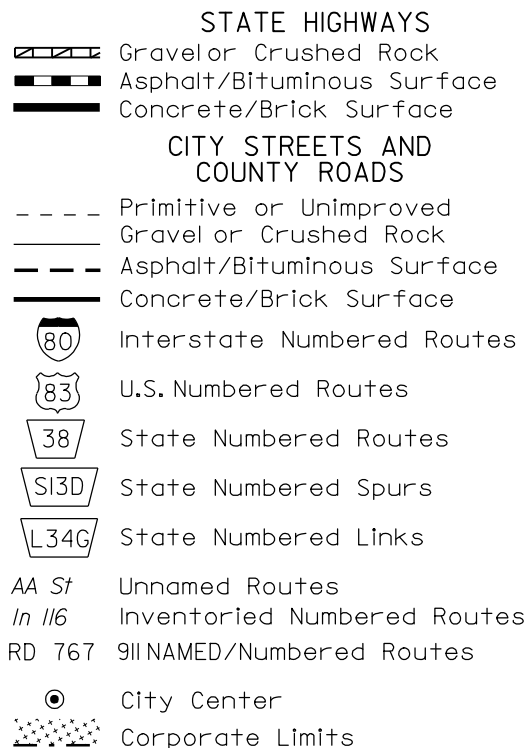 STATE HIGHWAYS
Gravel or Crushed Rock
Asphalt/Bituminous Surface
Concrete/Brick Surface
CITY STREETS AND
COUNTY ROADS
Primitive or Unimproved
Gravel or Crushed Rock
Asphalt/Bituminous Surface
Concrete/Brick Surface
80 Interstate Numbered Routes
83 U.S. Numbered Routes
38 State Numbered Routes
S13D State Numbered Spurs
L34G State Numbered Links
AA St Unnamed Routes
In 116 Inventoried Numbered Routes
RD 767 911 NAMED/Numbered Routes
City Center
Corporate Limits